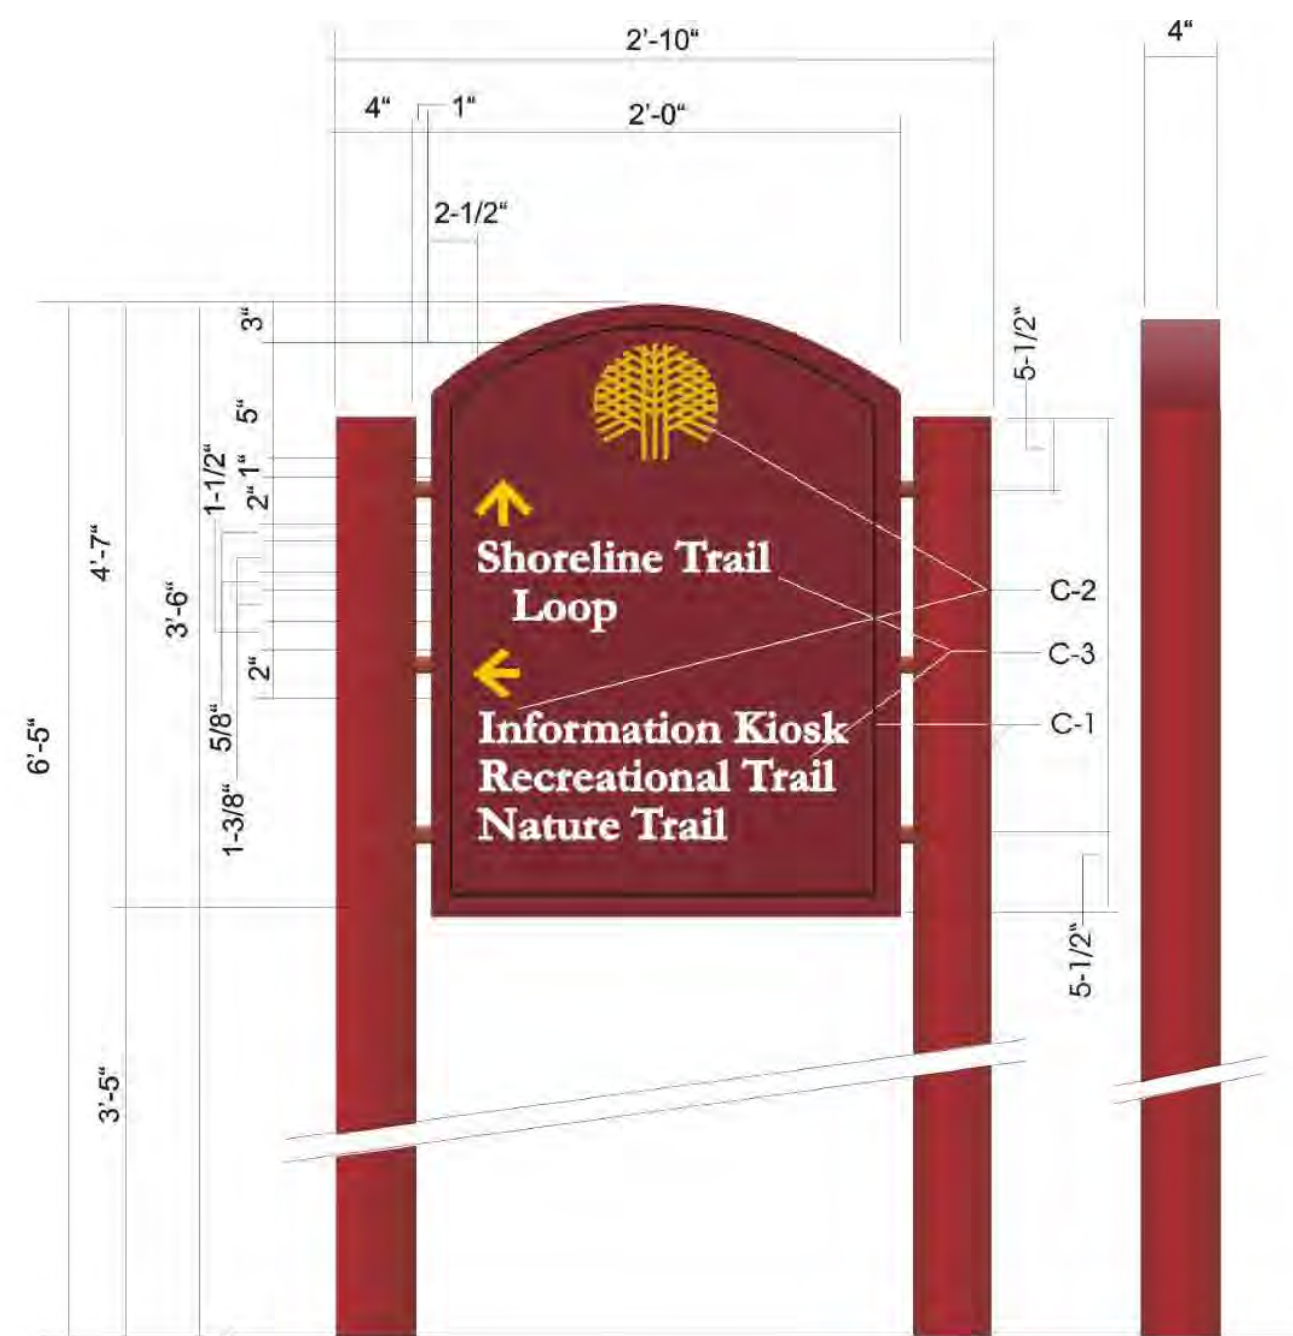 2'-10“
4“
4“
1“
2'-0“
2-1/2“
3“
5-1/2“
5“
1-1/2“
1“
2“
4'-7“
Shoreline Trail
Loop
C-2
3'-6“
C-3
2“
6'-5“
5/8“
Information Kiosk
C-1
Recreational Trail
1-3/8“
Nature Trail
5-1/2“
3'-5“